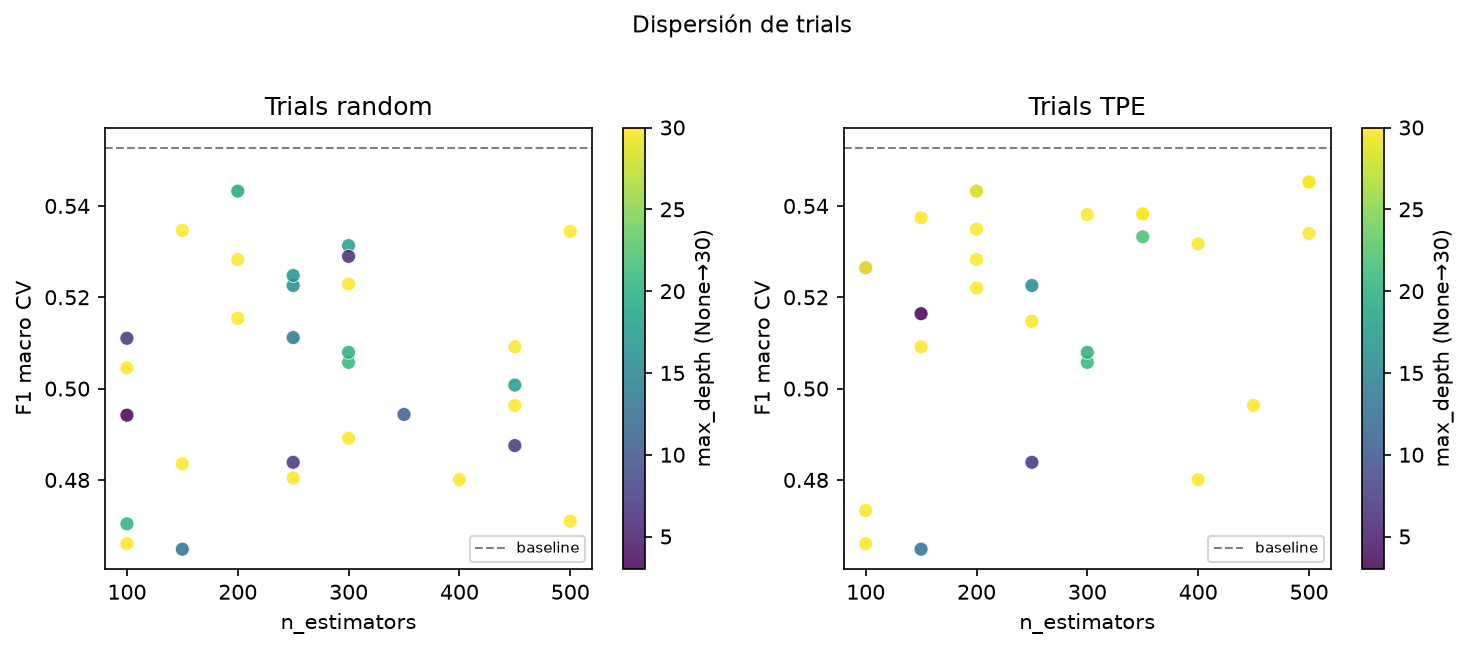 Dispersión de trials
Trials random
F1 macro CV
0.54
0.52
0.50
0.48
100 200 300 400 500
n_estimators
baseline
30
25
20
15
10
5
max_depth (None→30)
Trials TPE
F1 macro CV
0.54
0.52
0.50
0.48
100 200 300 400 500
n_estimators
baseline
30
25
20
15
10
5
max_depth (None→30)